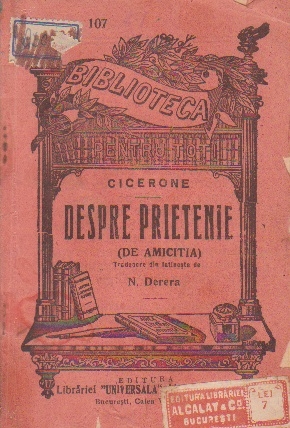 107
BIBLIOTECA
PENTRU TOȚI
CICERONE
DESPRE PRIETENIE
(DE AMICITIA)
Traducere din latinește de
N. Derera
EDITURA
Librăriei "UNIVERSALA"
București, Calea
EDITURA LIBRĂRIEI
ALCALAY & Co.
BUCUREȘTI
LEI
7